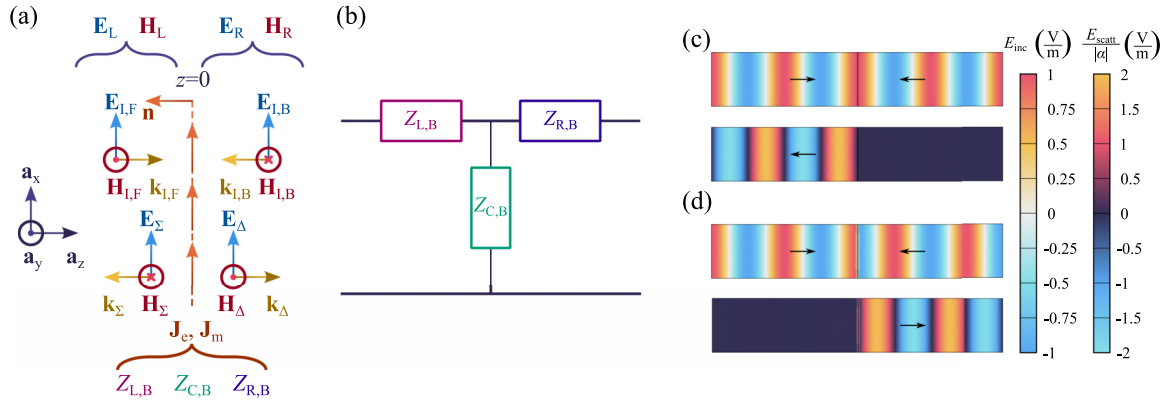 (a)
E_L H_L E_R H_R
z=0
E_I,F n E_I,B
H_I,F k_I,F k_I,B H_I,B
a_x
a_y a_z
E_Σ E_Δ
k_Σ H_Σ H_Δ k_Δ
J_e, J_m
Z_L,B Z_C,B Z_R,B
(b)
Z_L,B Z_R,B
Z_C,B
(c)
(d)
E_inc (V/m)
1
0.75
0.5
0.25
0
-0.25
-0.5
-0.75
-1
E_scatt/|α| (V/m)
2
1.5
1
0.5
0
-0.5
-1
-1.5
-2